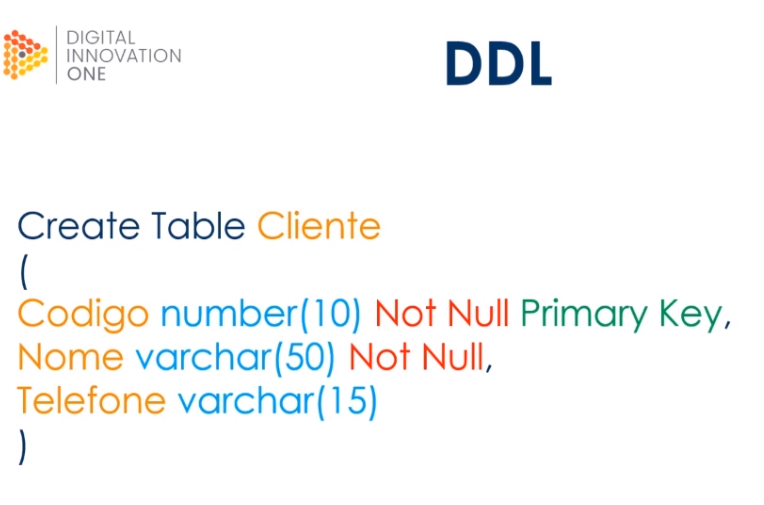 DIGITAL
INNOVATION
ONE
DDL
Create Table Cliente
(
Codigo number(10) Not Null Primary Key,
Nome varchar(50) Not Null,
Telefone varchar(15)
)